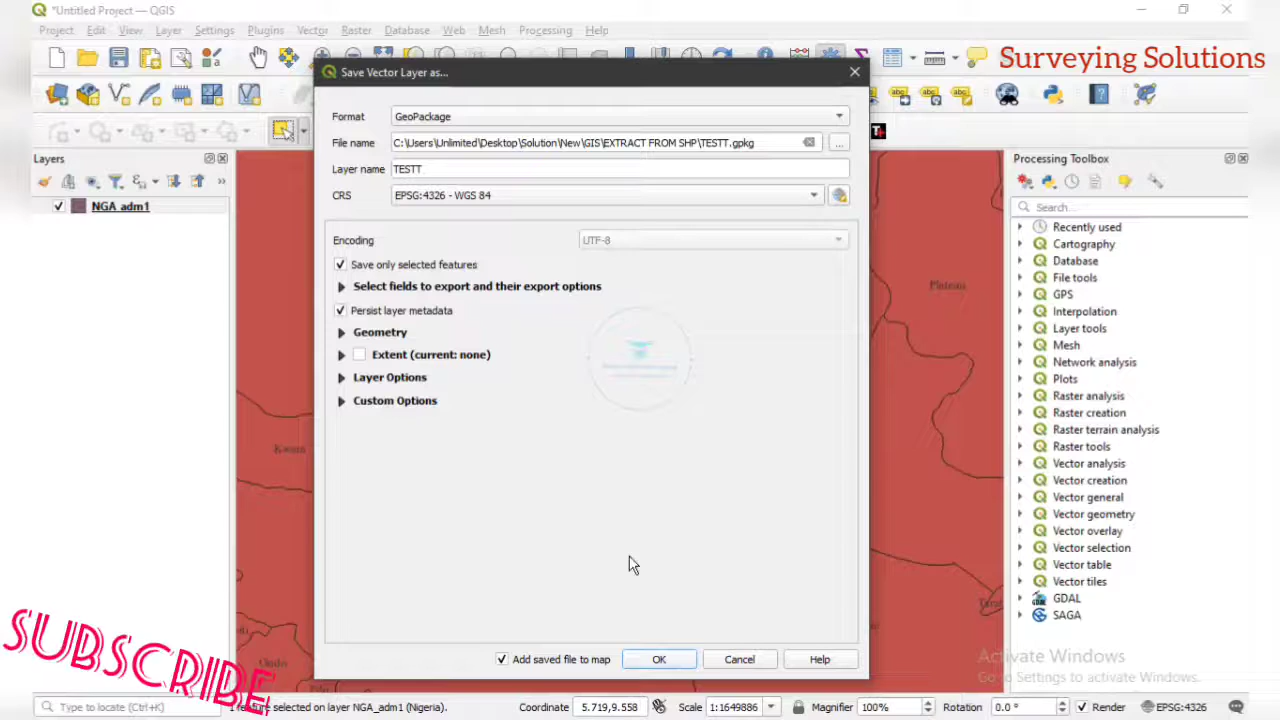 *Untitled Project — QGIS
Project Edit View Layer Settings Plugins Vector Raster Database Web Mesh Processing Help
Surveying Solutions
Save Vector Layer as...
Format GeoPackage
File name C:\Users\Unlimited\Desktop\Solution\New\GIS\EXTRACT FROM SHP\TESTT.gpkg ...
Layer name TESTT
CRS EPSG:4326 - WGS 84
Encoding UTF-8
Save only selected features
Select fields to export and their export options
Persist layer metadata
Geometry
Extent (current: none)
Layer Options
Custom Options
Add saved file to map OK Cancel Help
Layers
NGA_adm1
Kwara
Plateau
Ondo
Processing Toolbox
Search...
Recently used
Cartography
Database
File tools
GPS
Interpolation
Layer tools
Mesh
Network analysis
Plots
Raster analysis
Raster creation
Raster terrain analysis
Raster tools
Vector analysis
Vector creation
Vector general
Vector geometry
Vector overlay
Vector selection
Vector table
Vector tiles
GDAL
SAGA
Activate Windows
Go to Settings to activate Windows.
SUBSCRIBE
Type to locate (Ctrl+K) 1 feature selected on layer NGA_adm1 (Nigeria). Coordinate 5.719,9.558 Scale 1:1649886 Magnifier 100% Rotation 0.0 ° Render EPSG:4326